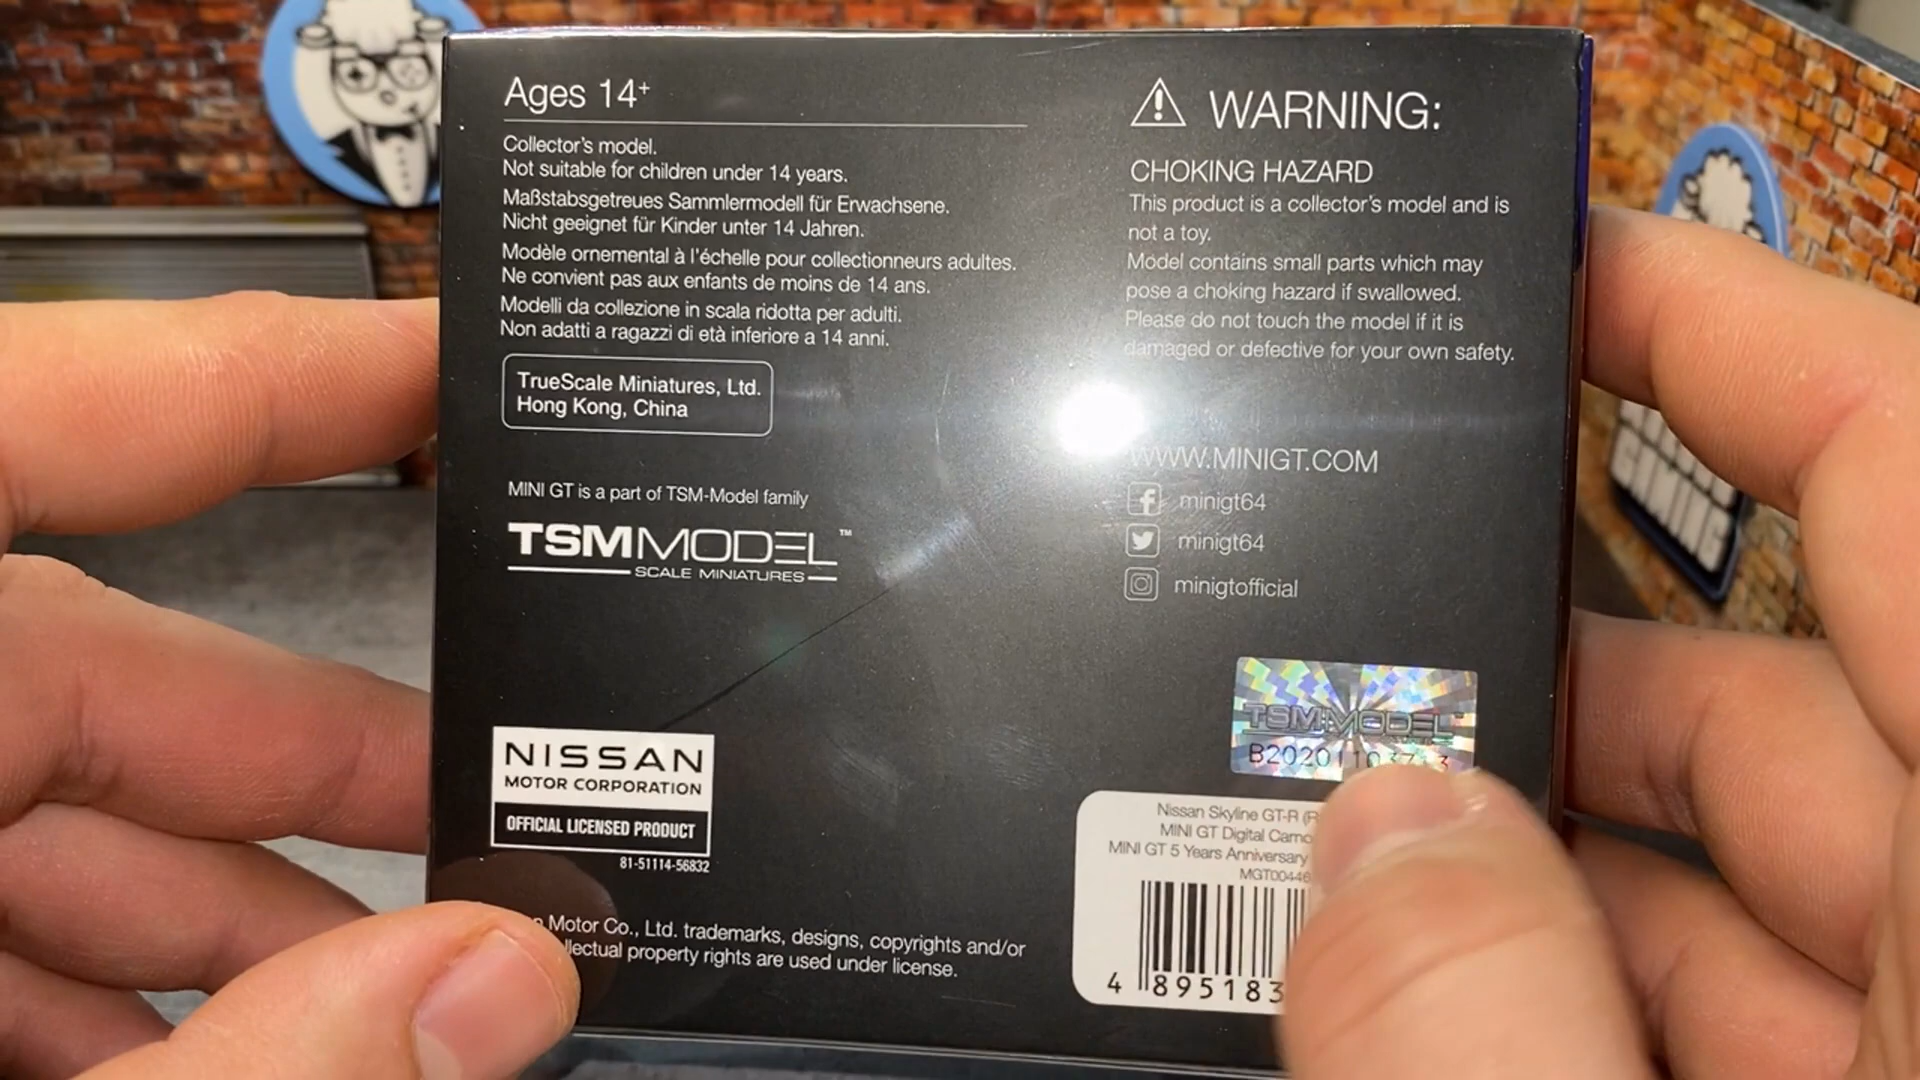 Ages 14+
Collector's model.
Not suitable for children under 14 years.
Maßstabsgetreues Sammlermodell für Erwachsene.
Nicht geeignet für Kinder unter 14 Jahren.
Modèle ornemental à l'échelle pour collectionneurs adultes.
Ne convient pas aux enfants de moins de 14 ans.
Modelli da collezione in scala ridotta per adulti.
Non adatti a ragazzi di età inferiore a 14 anni.
TrueScale Miniatures, Ltd.
Hong Kong, China
MINI GT is a part of TSM-Model family
TSMMODEL™
SCALE MINIATURES
NISSAN
MOTOR CORPORATION
OFFICIAL LICENSED PRODUCT
81-51114-56832
Motor Co., Ltd. trademarks, designs, copyrights and/or
property rights are used under license.
WARNING:
CHOKING HAZARD
This product is a collector's model and is
not a toy.
Model contains small parts which may
pose a choking hazard if swallowed.
Please do not touch the model if it is
damaged or defective for your own safety.
WWW.MINIGT.COM
minigt64
minigt64
minigtofficial
TSMMODEL
Nissan Skyline GT-R
MINI GT Digital
MINI GT 5 Years Anniversary
MGT00446
4 895183
GAMING